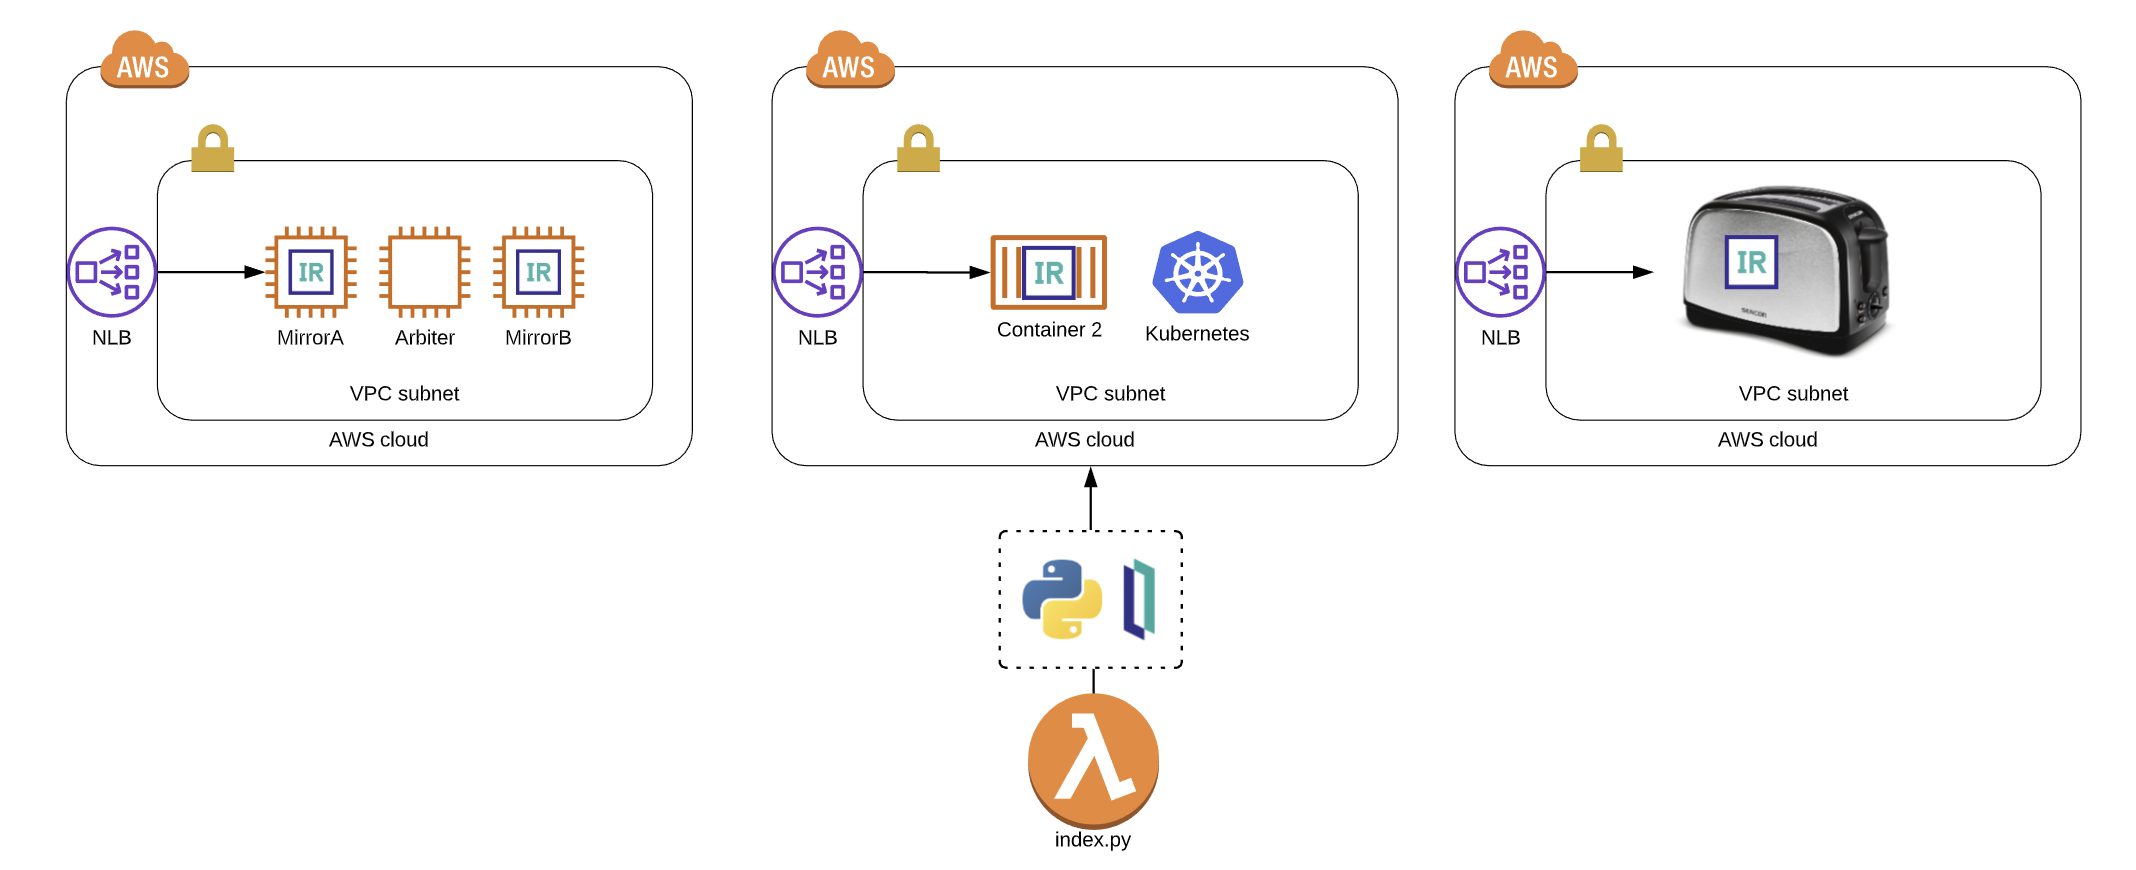 AWS
NLB
IR
MirrorA
Arbiter
IR
MirrorB
VPC subnet
AWS cloud
AWS
NLB
IR
Container 2
Kubernetes
VPC subnet
AWS cloud
AWS
NLB
IR
SENCOR
VPC subnet
AWS cloud
index.py